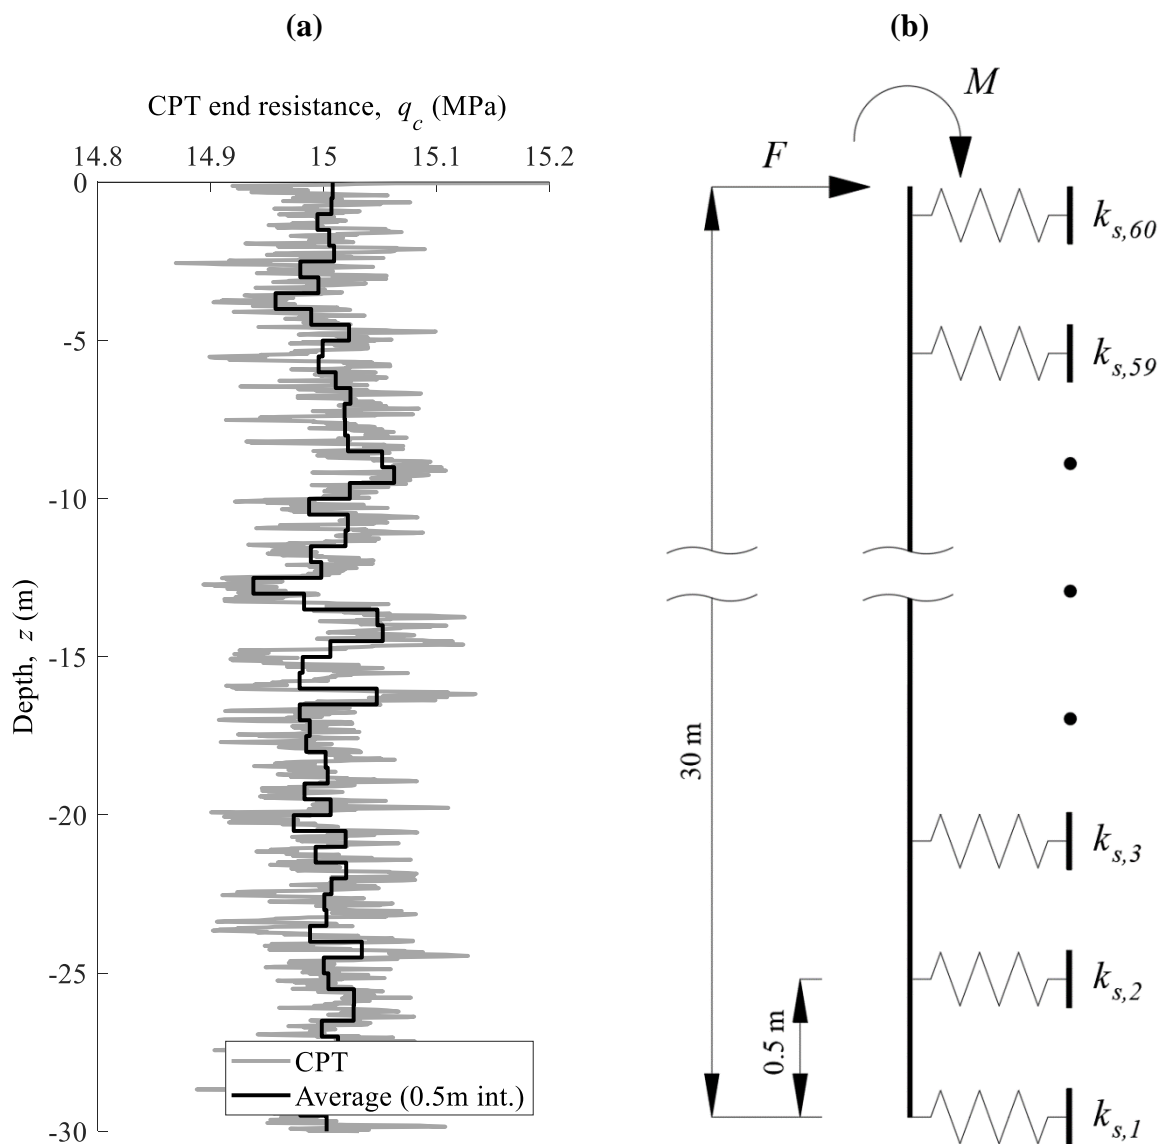 (a)
CPT end resistance, q_c (MPa)
14.8 14.9 15 15.1 15.2
0
-5
-10
-15
-20
-25
-30
Depth, z (m)
CPT
Average (0.5m int.)
(b)
M
F
k_s,60
k_s,59
30 m
k_s,3
k_s,2
0.5 m
k_s,1